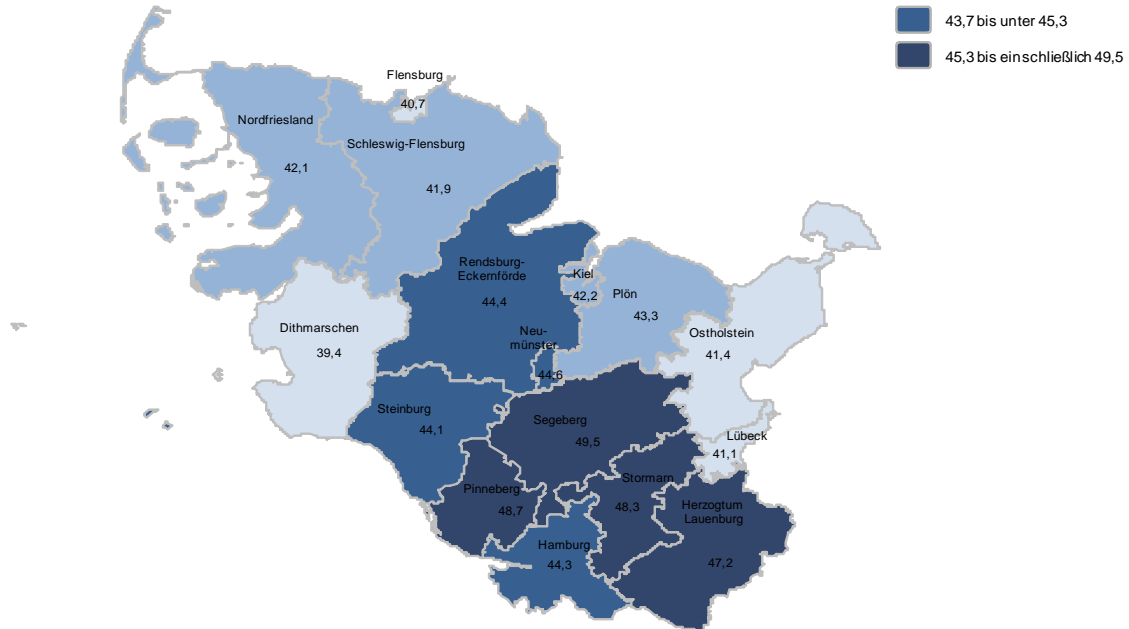 43,7 bis unter 45,3
45,3 bis einschließlich 49,5
Flensburg
40,7
Nordfriesland
42,1
Schleswig-Flensburg
41,9
Rendsburg-
Eckernförde
44,4
Kiel
42,2
Plön
43,3
Dithmarschen
39,4
Neu-
münster
44,6
Ostholstein
41,4
Steinburg
44,1
Segeberg
49,5
Lübeck
41,1
Pinneberg
48,7
Stormarn
48,3
Herzogtum
Lauenburg
47,2
Hamburg
44,3